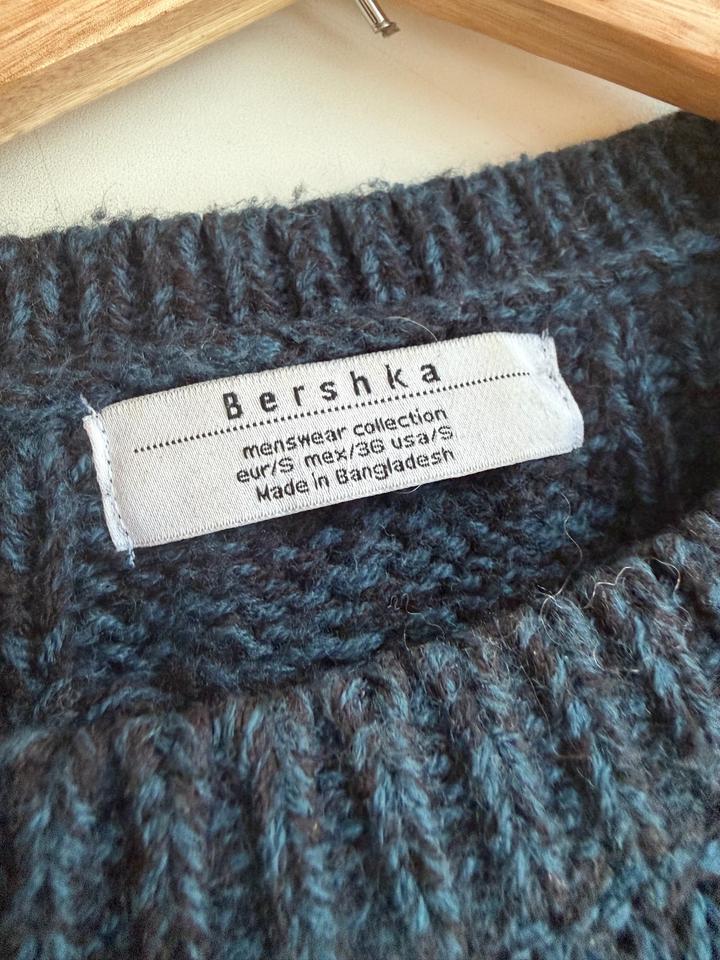 Bershka
menswear collection
eur/S mex/36 usa/S
Made in Bangladesh